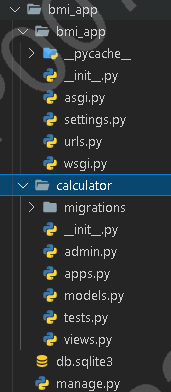 bmi_app
bmi_app
__pycache__
__init__.py
asgi.py
settings.py
urls.py
wsgi.py
calculator
migrations
__init__.py
admin.py
apps.py
models.py
tests.py
views.py
db.sqlite3
manage.py